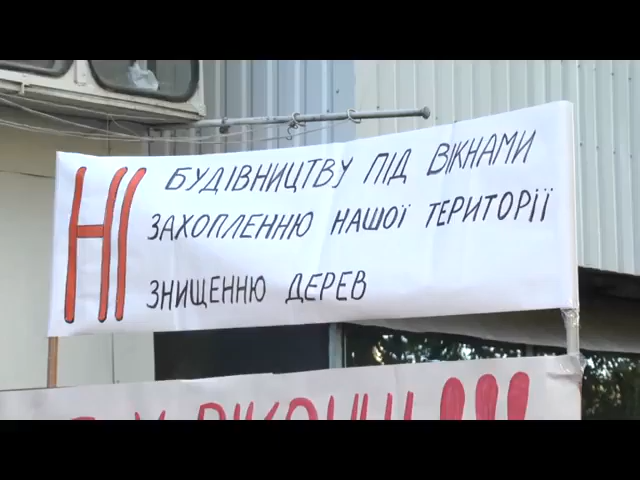 НІ
БУДІВНИЦТВУ ПІД ВІКНАМИ
ЗАХОПЛЕННЮ НАШОЇ ТЕРИТОРІЇ
ЗНИЩЕННЮ ДЕРЕВ